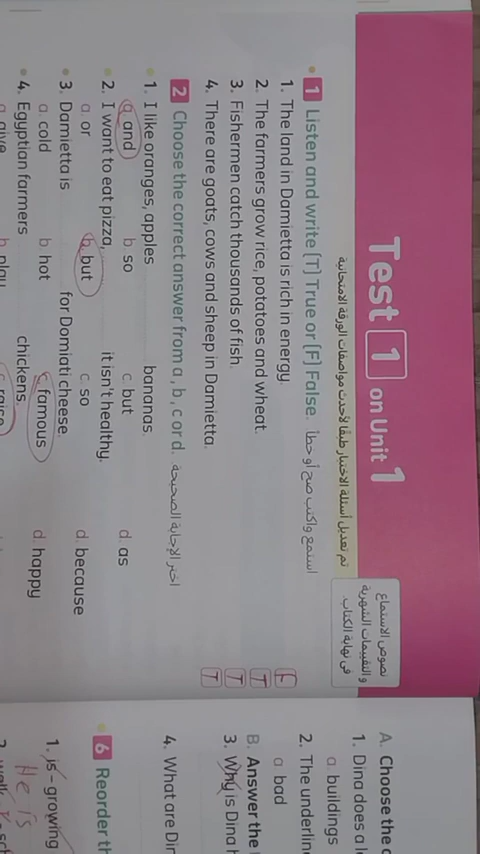 Test 1 on Unit 1
نصوص الاستماع
والتقييمات الشهرية
فى نهاية الكتاب.
تم تعديل أسئلة الاختبار طبقًا لأحدث مواصفات الورقة الامتحانية
1 Listen and write (T) True or (F) False. استمع واكتب صح أو خطأ
1. The land in Damietta is rich in energy. F
2. The farmers grow rice, potatoes and wheat. T
3. Fishermen catch thousands of fish. T
4. There are goats, cows and sheep in Damietta. T
2 Choose the correct answer from a, b, c or d. اختر الإجابة الصحيحة
1. I like oranges, apples bananas.
a. and b. so c. but d. as
2. I want to eat pizza, it isn't healthy.
a. or b. but c. so d. because
3. Damietta is for Domiati cheese.
a. cold b. hot c. famous d. happy
4. Egyptian farmers chickens.
a. give b. play c. raise
A. Choose the
1. Dina does a
a buildings
2. The underlin
a bad
B. Answer the
3. Why is Dina
4. What are Din
6 Reorder th
1. is – growing
He is